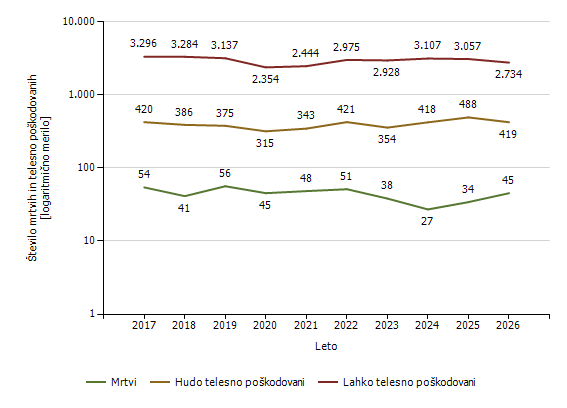 10.000
1.000
100
10
1
Število mrtvih in telesno poškodovanih
[logaritmično merilo]
3.296 3.284 3.137 2.354 2.444 2.975 2.928 3.107 3.057 2.734
420 386 375 315 343 421 354 418 488 419
54 41 56 45 48 51 38 27 34 45
2017 2018 2019 2020 2021 2022 2023 2024 2025 2026
Leto
Mrtvi Hudo telesno poškodovani Lahko telesno poškodovani